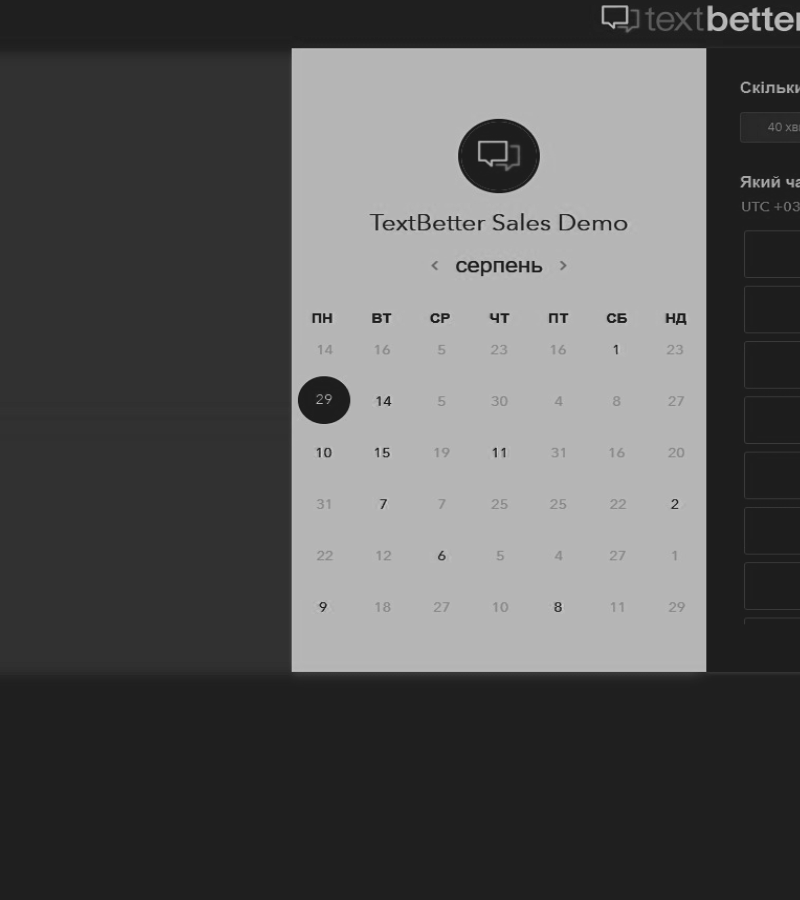 textbetter
TextBetter Sales Demo
< серпень >
ПН ВТ СР ЧТ ПТ СБ НД
14 16 5 23 16 1 23
29 14 5 30 4 8 27
10 15 19 11 31 16 20
31 7 7 25 25 22 2
22 12 6 5 4 27 1
9 18 27 10 8 11 29
Скільки
40 хв
Який ча
UTC +03